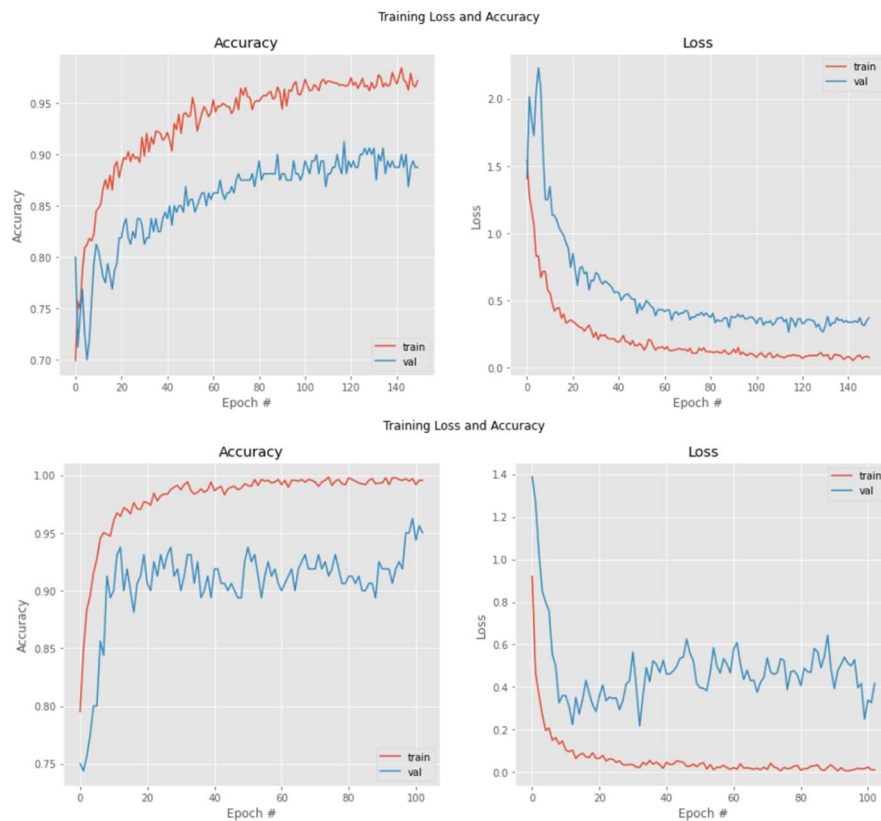 Training Loss and Accuracy
Accuracy
0.95
0.90
0.85
0.80
0.75
0.70
Accuracy
train
val
0 20 40 60 80 100 120 140
Epoch #
Loss
train
val
2.0
1.5
1.0
0.5
0.0
Loss
0 20 40 60 80 100 120 140
Epoch #
Training Loss and Accuracy
Accuracy
1.00
0.95
0.90
0.85
0.80
0.75
Accuracy
train
val
0 20 40 60 80 100
Epoch #
Loss
train
val
1.4
1.2
1.0
0.8
0.6
0.4
0.2
0.0
Loss
0 20 40 60 80 100
Epoch #